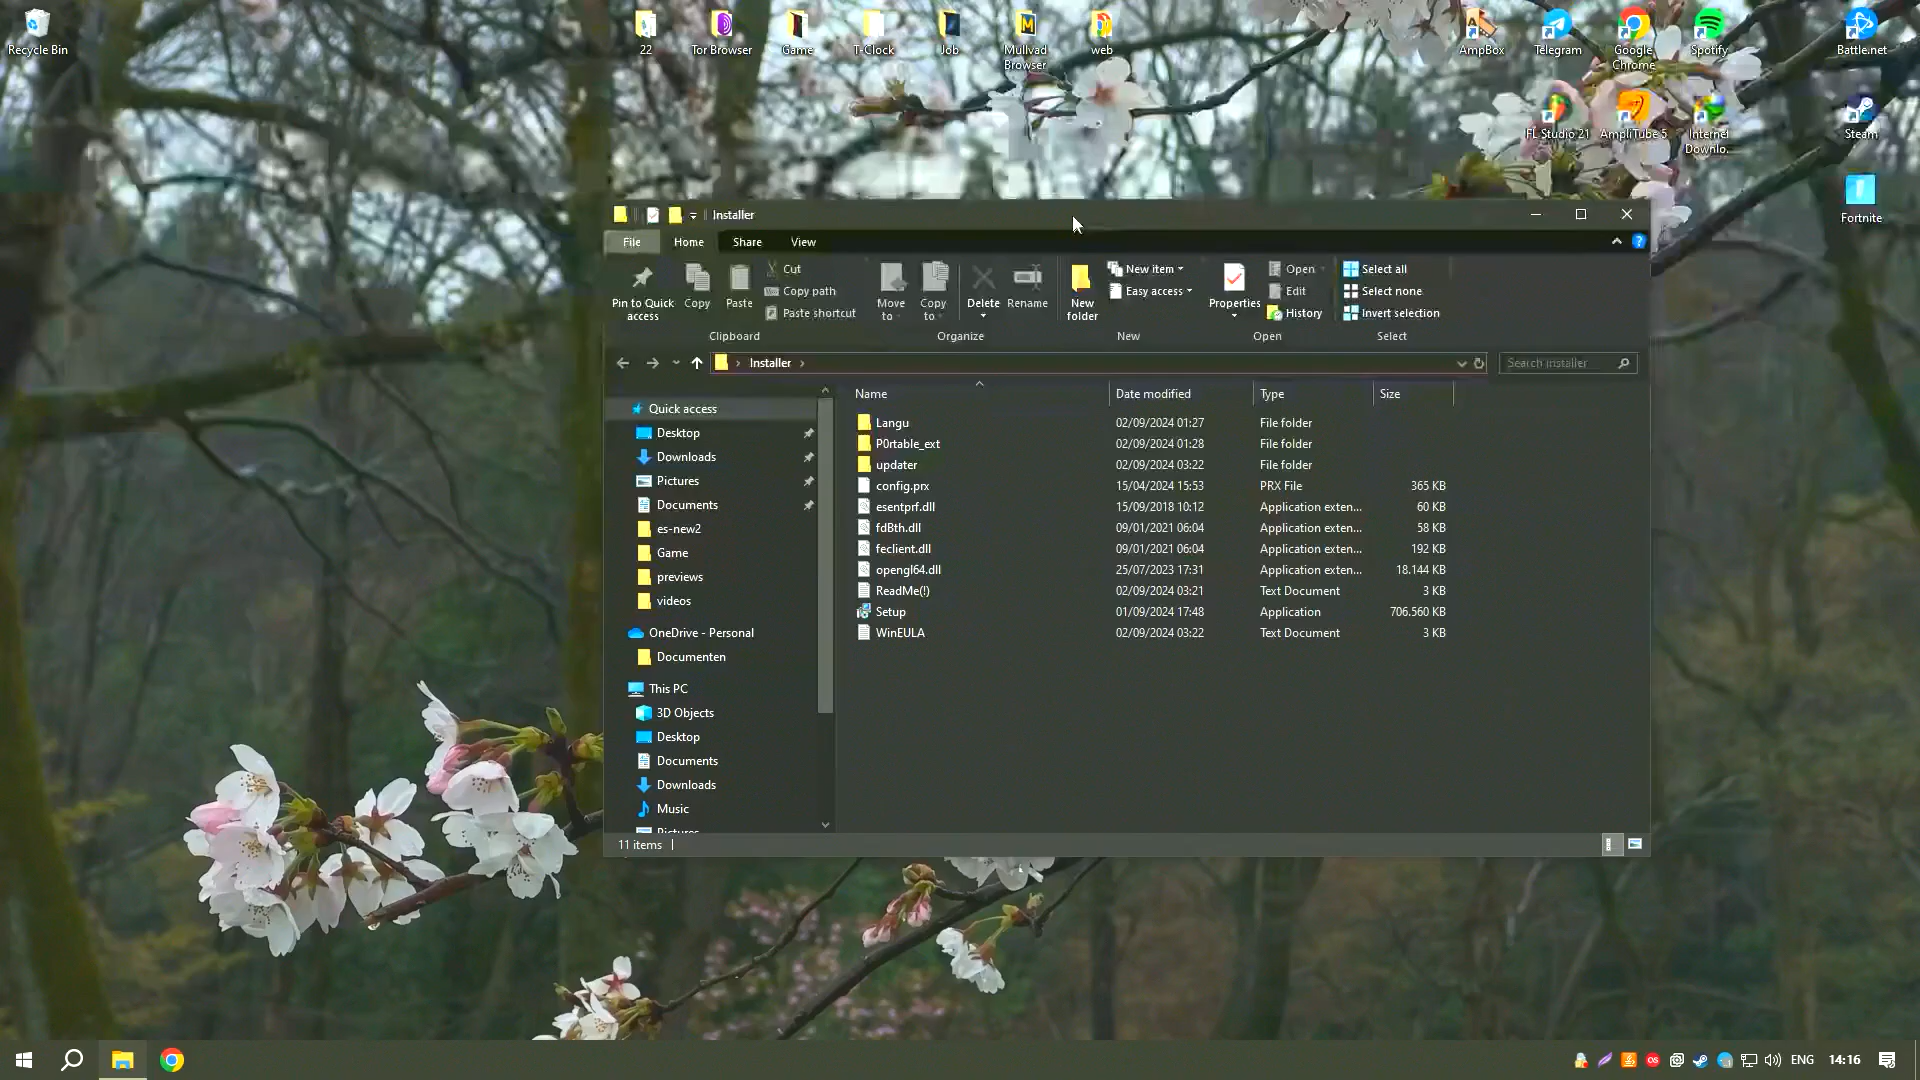 Recycle Bin
22
Tor Browser
Game
T-Clock
Job
Mullvad
Browser
web
AmpBox
Telegram
Google
Chrome
Spotify
Battle.net
FL Studio 21
AmpliTube 5
Internet
Downlo...
Steam
Fortnite
Installer
File
Home
Share
View
Pin to Quick
access
Copy
Paste
Cut
Copy path
Paste shortcut
Move
to
Copy
to
Delete
Rename
New
folder
New item
Easy access
Properties
Open
Edit
History
Select all
Select none
Invert selection
Clipboard
Organize
New
Open
Select
Installer
Search Installer
Name Date modified Type Size
Quick access
Desktop
Downloads
Pictures
Documents
es-new2
Game
previews
videos
OneDrive - Personal
Documenten
This PC
3D Objects
Desktop
Documents
Downloads
Music
Pictures
Langu 02/09/2024 01:27 File folder
P0rtable_ext 02/09/2024 01:28 File folder
updater 02/09/2024 03:22 File folder
config.prx 15/04/2024 15:53 PRX File 365 KB
esentprf.dll 15/09/2018 10:12 Application exten... 60 KB
fdBth.dll 09/01/2021 06:04 Application exten... 58 KB
feclient.dll 09/01/2021 06:04 Application exten... 192 KB
opengl64.dll 25/07/2023 17:31 Application exten... 18.144 KB
ReadMe(!) 02/09/2024 03:21 Text Document 3 KB
Setup 01/09/2024 17:48 Application 706.560 KB
WinEULA 02/09/2024 03:22 Text Document 3 KB
11 items
ENG
14:16